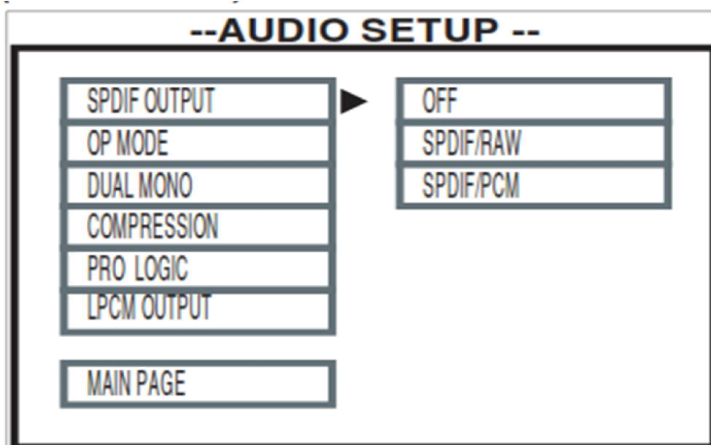 --AUDIO SETUP --
SPDIF OUTPUT
OFF
OP MODE
SPDIF/RAW
DUAL MONO
SPDIF/PCM
COMPRESSION
PRO LOGIC
LPCM OUTPUT
MAIN PAGE